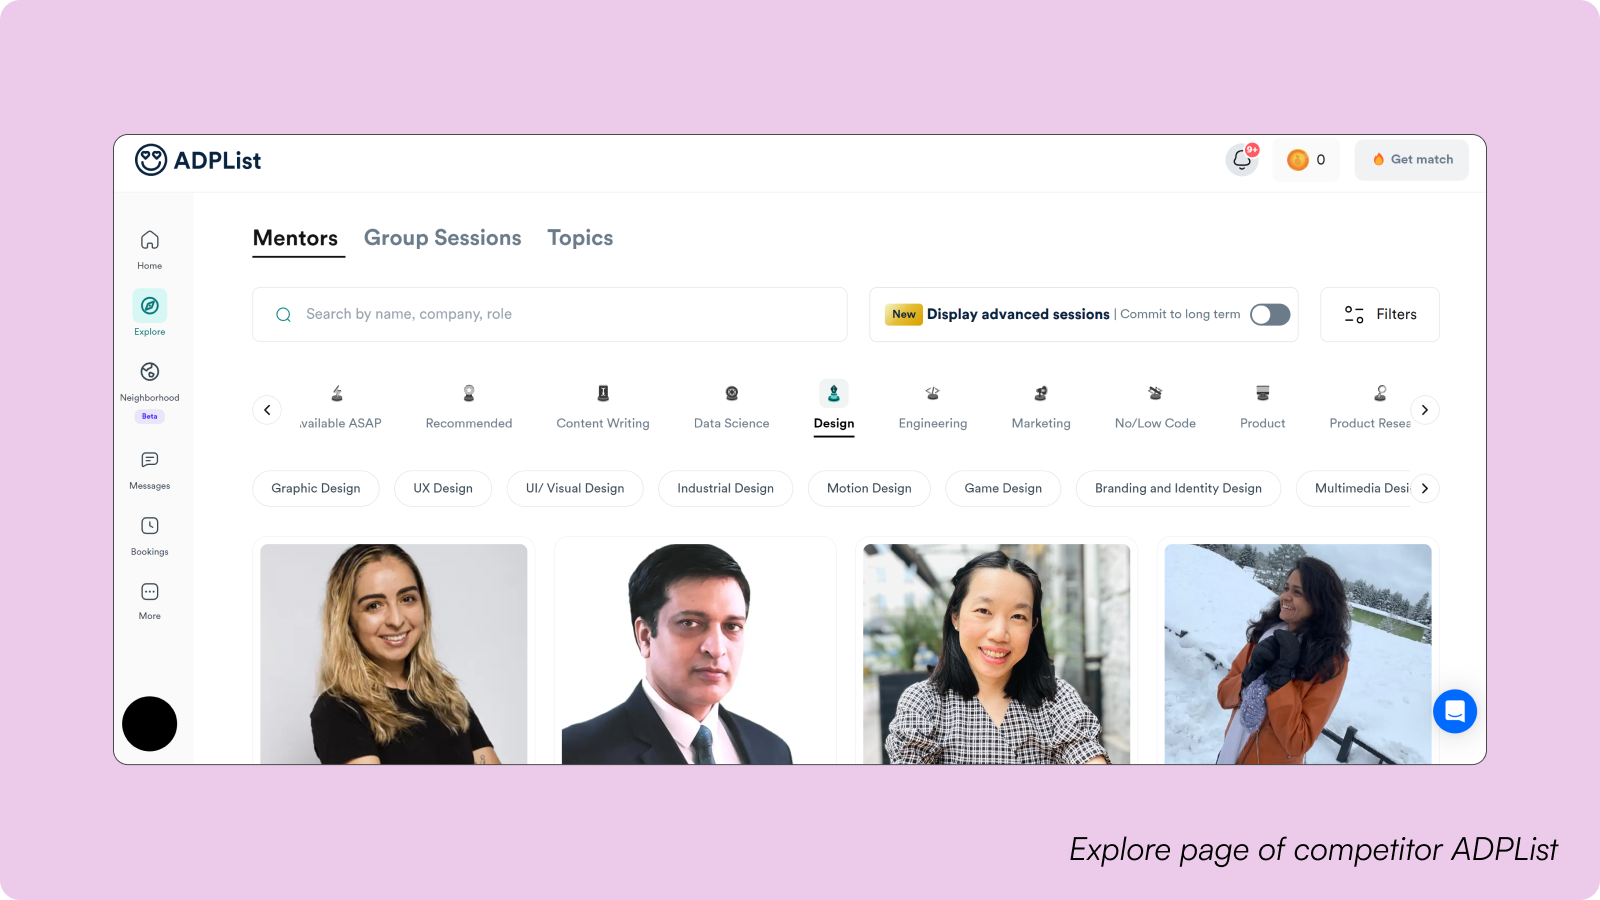 ADPList
9+
0
Get match
Home
Explore
Neighborhood
Beta
Messages
Bookings
More
Mentors Group Sessions Topics
Search by name, company, role
New Display advanced sessions | Commit to long term
Filters
vailable ASAP Recommended Content Writing Data Science Design Engineering Marketing No/Low Code Product Product Resea
Graphic Design UX Design UI/ Visual Design Industrial Design Motion Design Game Design Branding and Identity Design Multimedia Desi
Explore page of competitor ADPList